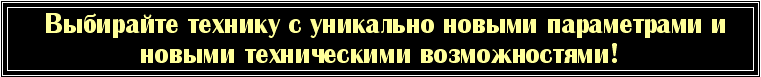 Выбирайте технику с уникально новыми параметрами и
новыми техническими возможностями!